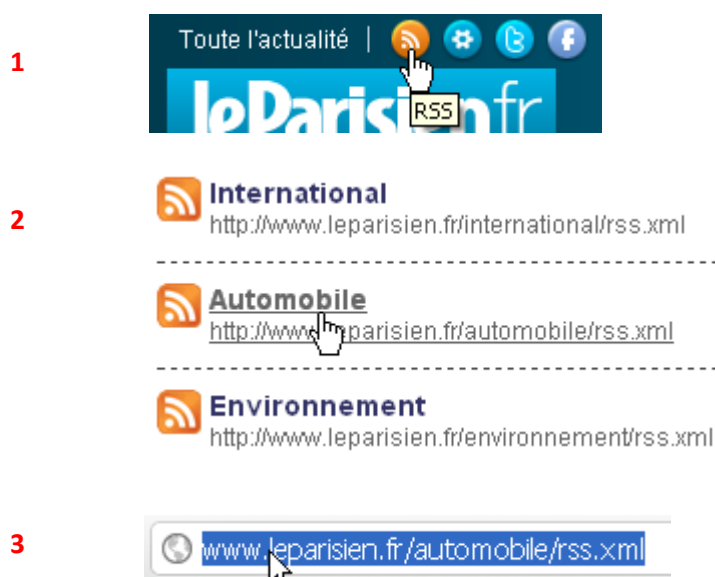 1
Toute l'actualité |
leParisien.fr
RSS
2
International
http://www.leparisien.fr/international/rss.xml
Automobile
http://www.leparisien.fr/automobile/rss.xml
Environnement
http://www.leparisien.fr/environnement/rss.xml
3
www.leparisien.fr/automobile/rss.xml